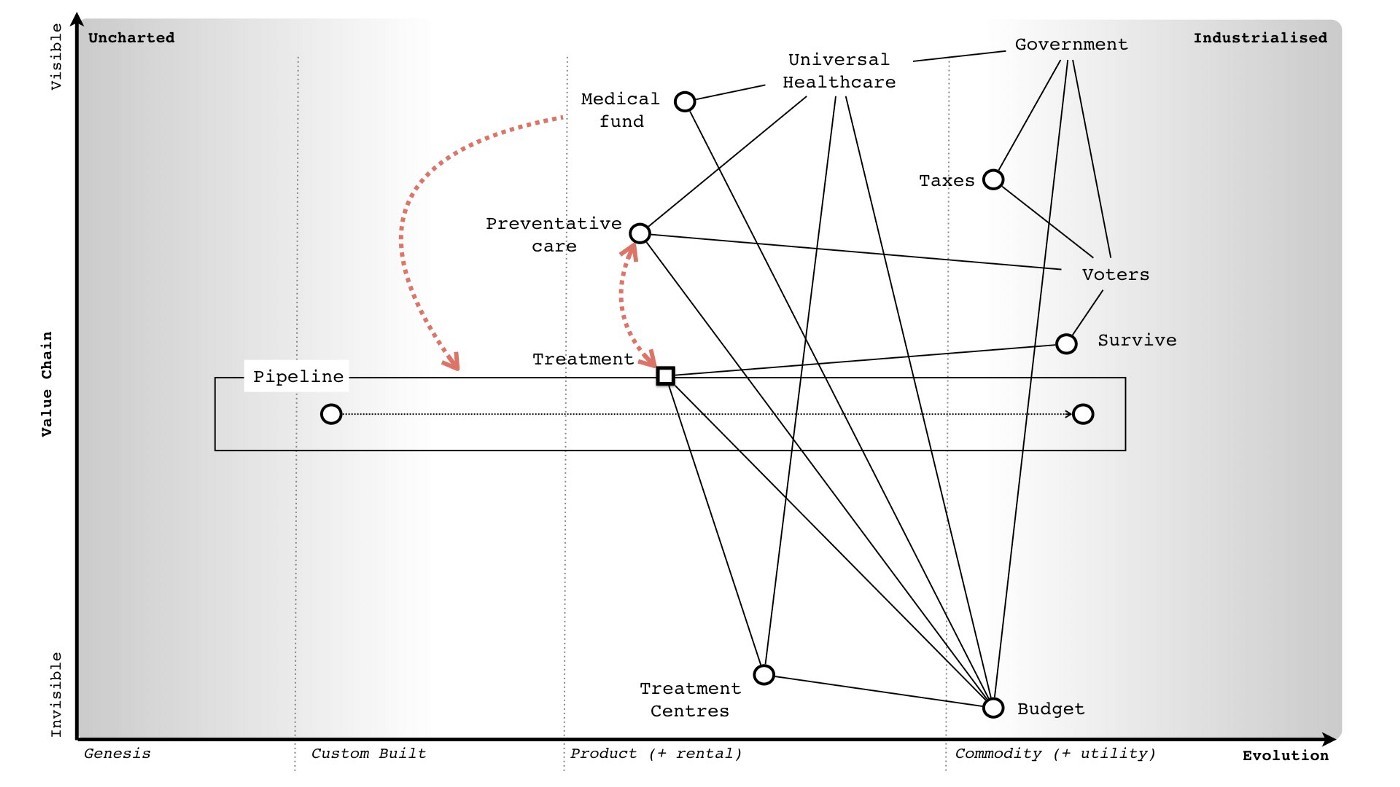 Visible
Uncharted
Industrialised
Government
Universal
Healthcare
Medical
fund
Taxes
Preventative
care
Voters
Survive
Treatment
Pipeline
Value Chain
Treatment
Centres
Budget
Invisible
Genesis
Custom Built
Product (+ rental)
Commodity (+ utility)
Evolution